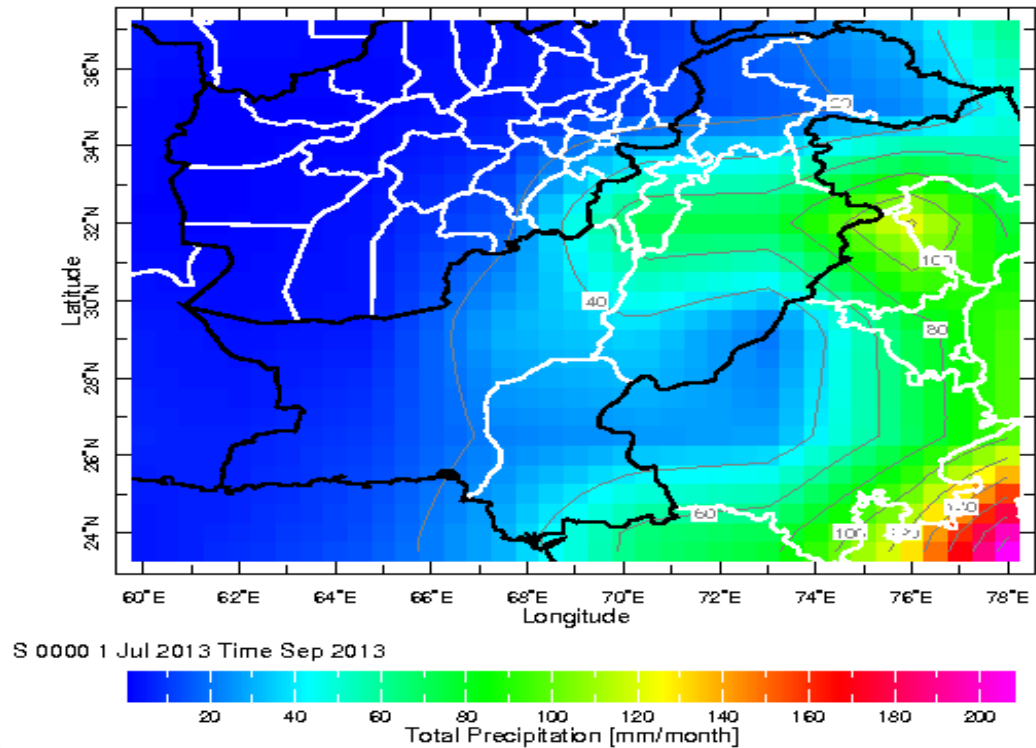 36°N
34°N
32°N
30°N
28°N
26°N
24°N
Latitude
20
40
100
80
60
100
120
140
60°E 62°E 64°E 66°E 68°E 70°E 72°E 74°E 76°E 78°E
Longitude
S 0000 1 Jul 2013 Time Sep 2013
20 40 60 80 100 120 140 160 180 200
Total Precipitation [mm/month]